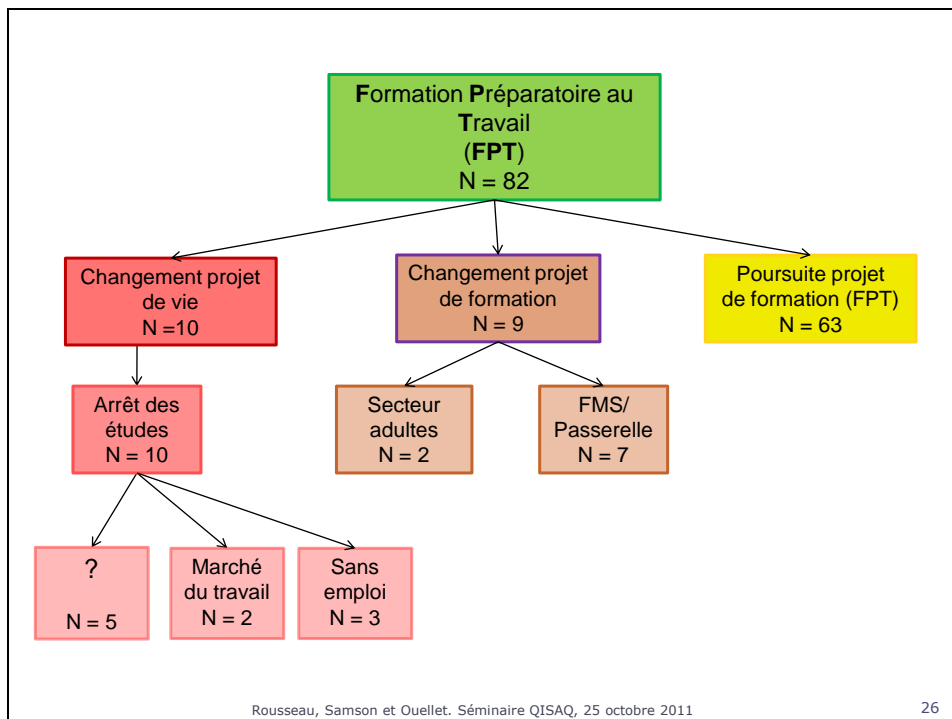 Formation Préparatoire au
Travail
(FPT)
N = 82
Changement projet
de vie
N =10
Changement projet
de formation
N = 9
Poursuite projet
de formation (FPT)
N = 63
Arrêt des
études
N = 10
Secteur
adultes
N = 2
FMS/
Passerelle
N = 7
?
N = 5
Marché
du travail
N = 2
Sans
emploi
N = 3
Rousseau, Samson et Ouellet. Séminaire QISAQ, 25 octobre 2011
26